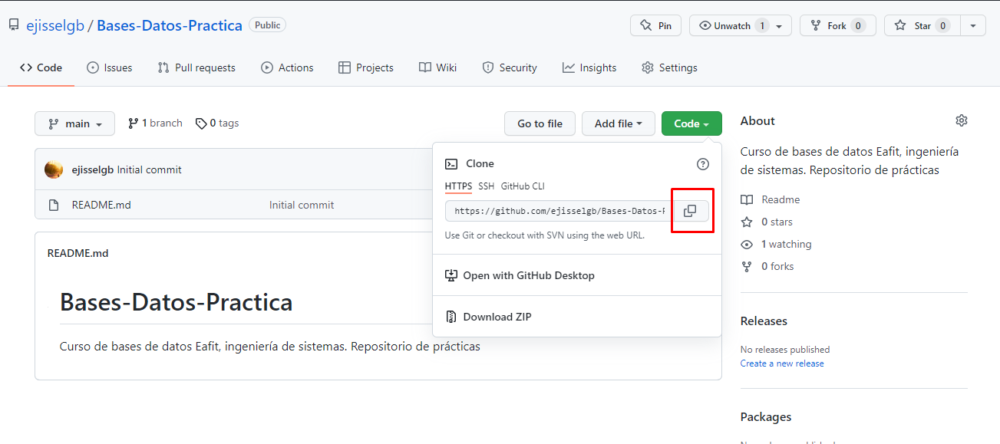 ejisselgb / Bases-Datos-Practica Public
Pin Unwatch 1 Fork 0 Star 0
Code Issues Pull requests Actions Projects Wiki Security Insights Settings
main 1 branch 0 tags Go to file Add file Code
ejisselgb Initial commit
README.md Initial commit
README.md
Bases-Datos-Practica
Curso de bases de datos Eafit, ingeniería de sistemas. Repositorio de prácticas
Clone
HTTPS SSH GitHub CLI
https://github.com/ejisselgb/Bases-Datos-
Use Git or checkout with SVN using the web URL.
Open with GitHub Desktop
Download ZIP
About
Curso de bases de datos Eafit, ingeniería
de sistemas. Repositorio de prácticas
Readme
0 stars
1 watching
0 forks
Releases
No releases published
Create a new release
Packages